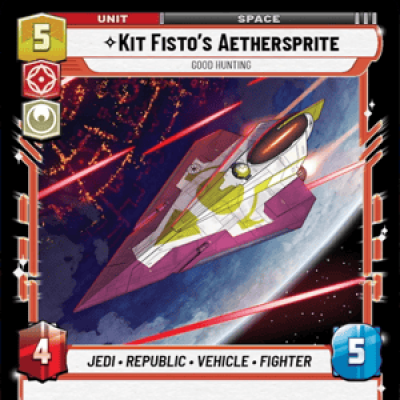 UNIT SPACE
5
✧KIT FISTO'S AETHERSPRITE
GOOD HUNTING
4
JEDI • REPUBLIC • VEHICLE • FIGHTER
5